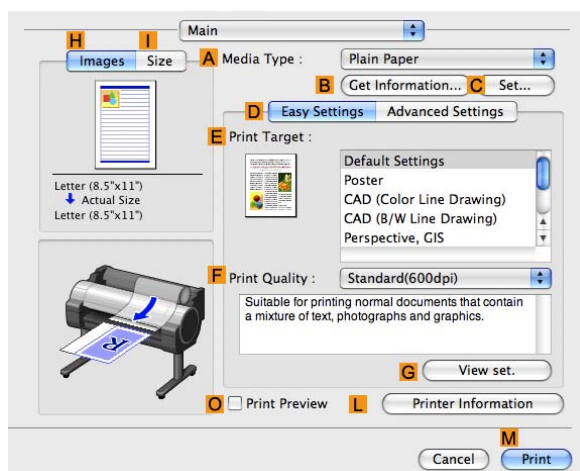 Main
H I
Images Size
A Media Type : Plain Paper
B Get Information... C Set...
D Easy Settings Advanced Settings
E Print Target :
Default Settings
Poster
CAD (Color Line Drawing)
CAD (B/W Line Drawing)
Perspective, GIS
Letter (8.5"x11")
Actual Size
Letter (8.5"x11")
F Print Quality : Standard(600dpi)
Suitable for printing normal documents that contain
a mixture of text, photographs and graphics.
G View set.
O Print Preview L Printer Information
M
Cancel Print